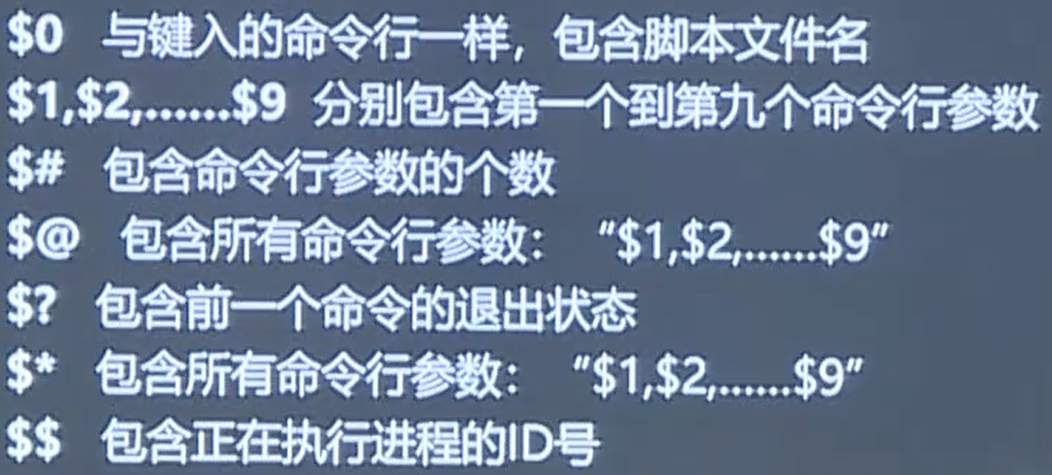 $0 与键入的命令行一样，包含脚本文件名
$1,$2,.......$9 分别包含第一个到第九个命令行参数
$# 包含命令行参数的个数
$@ 包含所有命令行参数：“$1,$2,.......$9”
$? 包含前一个命令的退出状态
$* 包含所有命令行参数：“$1,$2,.......$9”
$$ 包含正在执行进程的ID号